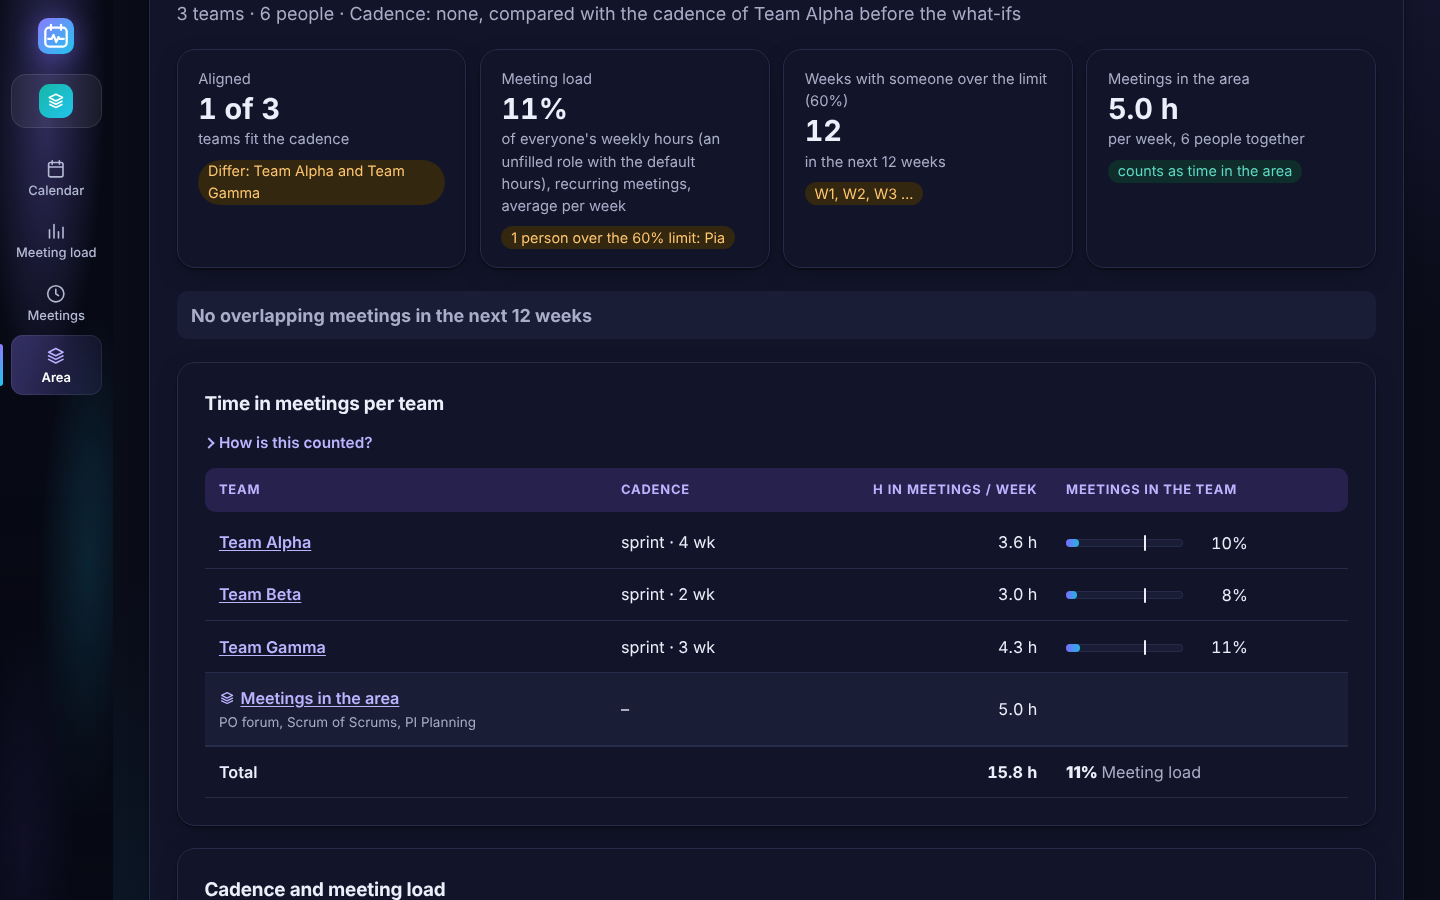 3 teams · 6 people · Cadence: none, compared with the cadence of Team Alpha before the what-ifs
Aligned
1 of 3
teams fit the cadence
Differ: Team Alpha and Team
Gamma
Meeting load
11%
of everyone's weekly hours (an
unfilled role with the default
hours), recurring meetings,
average per week
1 person over the 60% limit: Pia
Weeks with someone over the limit
(60%)
12
in the next 12 weeks
W1, W2, W3 ...
Meetings in the area
5.0 h
per week, 6 people together
counts as time in the area
Calendar
Meeting load
Meetings
Area
No overlapping meetings in the next 12 weeks
Time in meetings per team
How is this counted?
TEAM CADENCE H IN MEETINGS / WEEK MEETINGS IN THE TEAM
Team Alpha sprint · 4 wk 3.6 h 10%
Team Beta sprint · 2 wk 3.0 h 8%
Team Gamma sprint · 3 wk 4.3 h 11%
Meetings in the area – 5.0 h
PO forum, Scrum of Scrums, PI Planning
Total 15.8 h 11% Meeting load
Cadence and meeting load